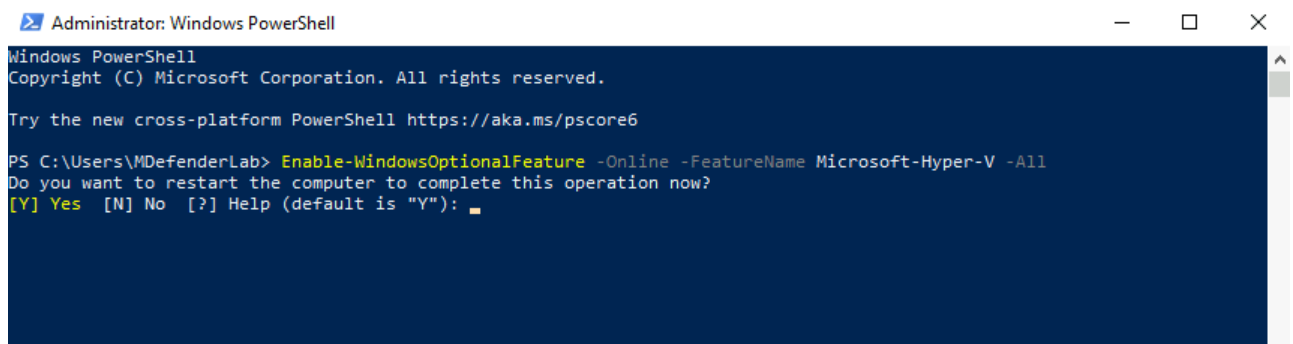 Administrator: Windows PowerShell
Windows PowerShell
Copyright (C) Microsoft Corporation. All rights reserved.
Try the new cross-platform PowerShell https://aka.ms/pscore6
PS C:\Users\MDefenderLab> Enable-WindowsOptionalFeature -Online -FeatureName Microsoft-Hyper-V -All
Do you want to restart the computer to complete this operation now?
[Y] Yes  [N] No  [?] Help (default is "Y"):